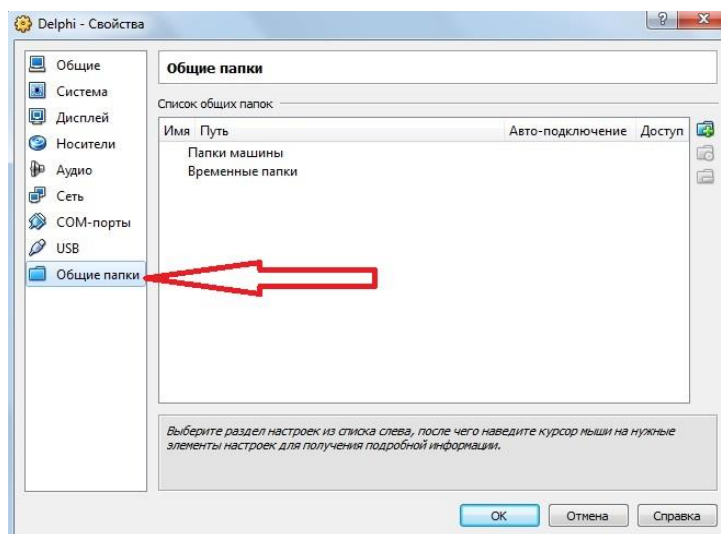 Delphi - Свойства
Общие
Система
Дисплей
Носители
Аудио
Сеть
COM-порты
USB
Общие папки
Общие папки
Список общих папок
Имя Путь Авто-подключение Доступ
Папки машины
Временные папки
Выберите раздел настроек из списка слева, после чего наведите курсор мыши на нужные
элементы настроек для получения подробной информации.
OK Отмена Справка